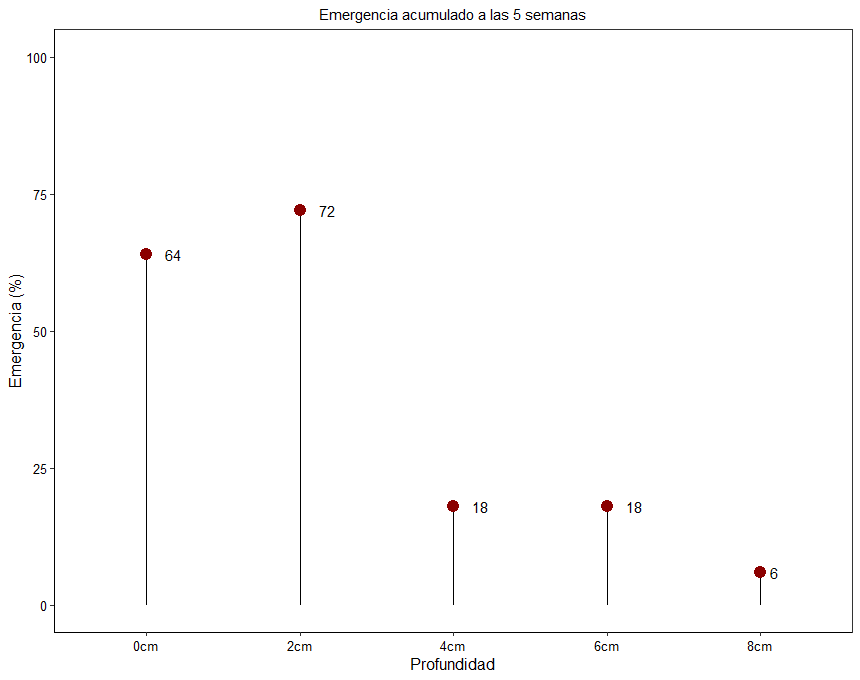 Emergencia acumulado a las 5 semanas
100
75
50
25
0
Emergencia (%)
64
72
18
18
6
0cm
2cm
4cm
6cm
8cm
Profundidad